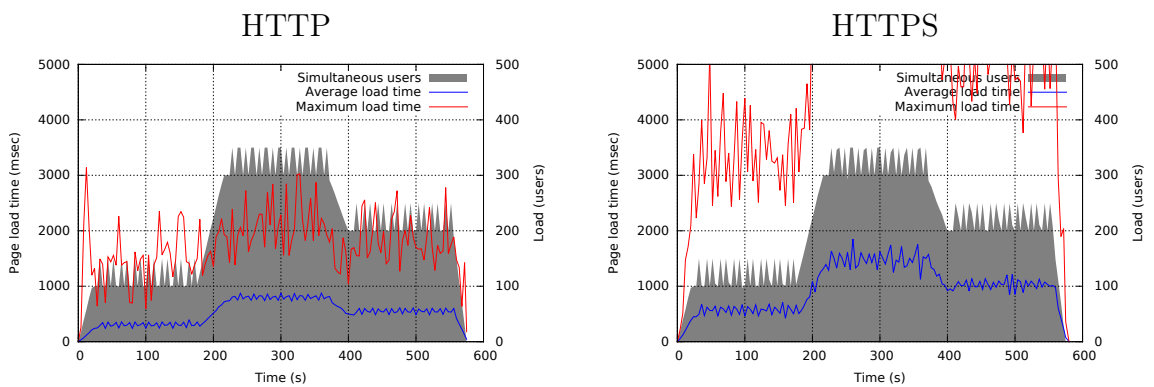 HTTP
5000
4000
3000
2000
1000
0
Page load time (msec)
500
400
300
200
100
0
Load (users)
Simultaneous users
Average load time
Maximum load time
0 100 200 300 400 500 600
Time (s)
HTTPS
5000
4000
3000
2000
1000
0
Page load time (msec)
500
400
300
200
100
0
Load (users)
Simultaneous users
Average load time
Maximum load time
0 100 200 300 400 500 600
Time (s)